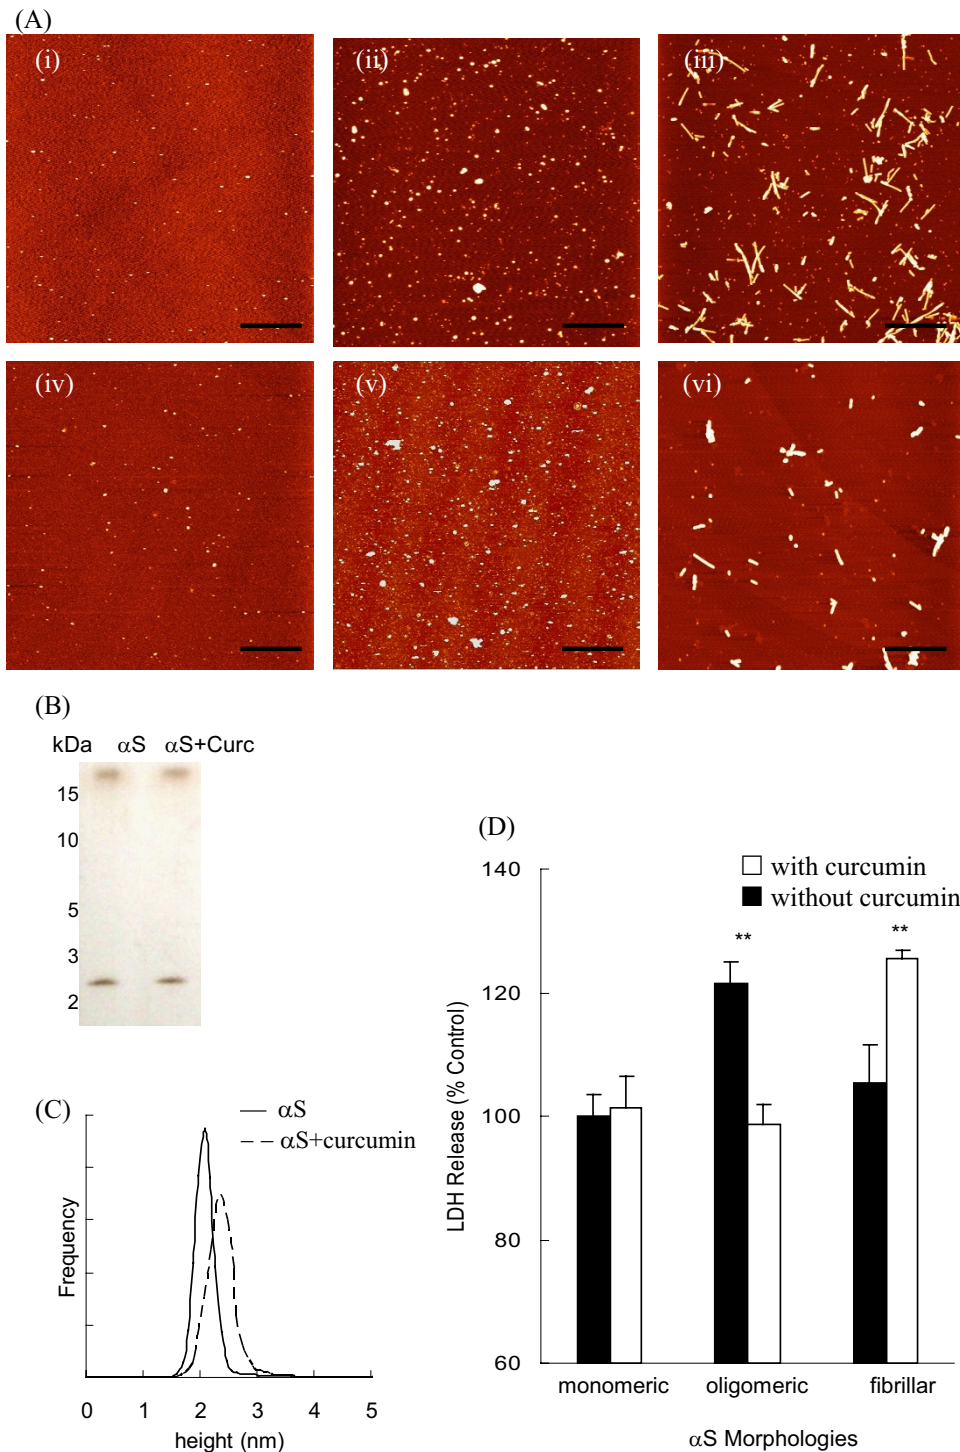 (A)
(i)
(ii)
(iii)
(iv)
(v)
(vi)
(B)
kDa αS αS+Curc
15
10
5
3
2
(C)
αS
αS+curcumin
Frequency
0 1 2 3 4 5
height (nm)
(D)
with curcumin
without curcumin
140
120
100
80
60
**
**
LDH Release (% Control)
monomeric oligomeric fibrillar
αS Morphologies